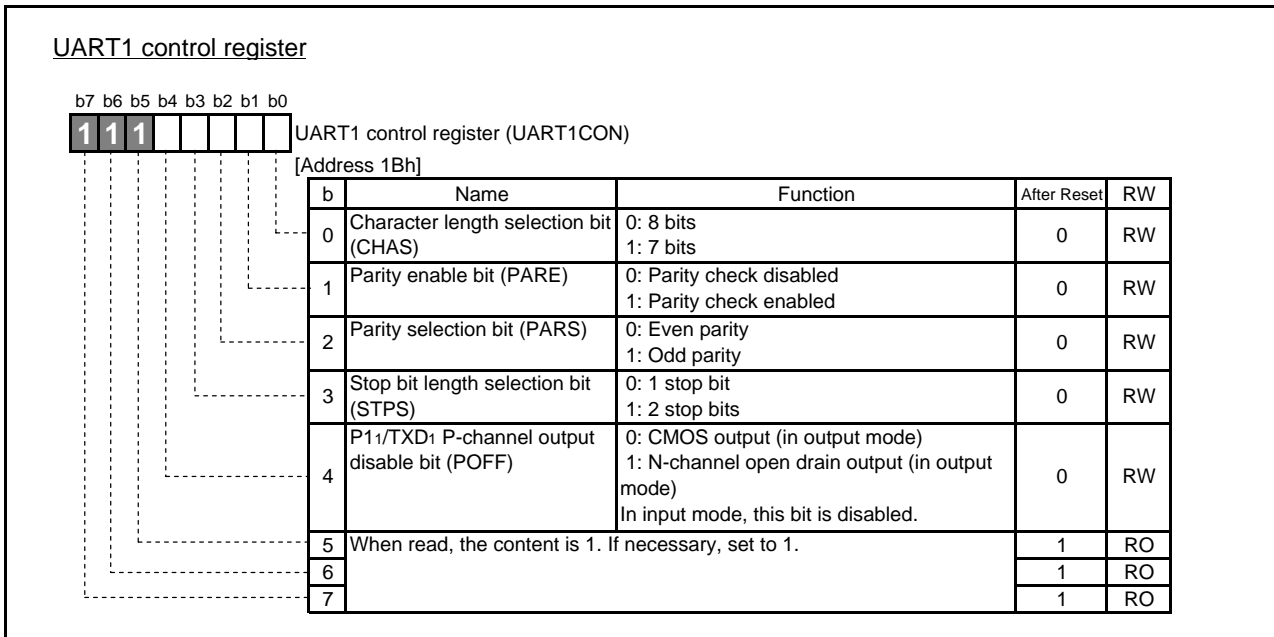 UART1 control register
b7 b6 b5 b4 b3 b2 b1 b0
1 1 1
UART1 control register (UART1CON)
[Address 1Bh]
b Name Function After Reset RW
0 Character length selection bit (CHAS) 0: 8 bits 0 RW
1: 7 bits
1 Parity enable bit (PARE) 0: Parity check disabled 0 RW
1: Parity check enabled
2 Parity selection bit (PARS) 0: Even parity 0 RW
1: Odd parity
3 Stop bit length selection bit (STPS) 0: 1 stop bit 0 RW
1: 2 stop bits
4 P11/TXD1 P-channel output disable bit (POFF) 0: CMOS output (in output mode) 0 RW
1: N-channel open drain output (in output mode)
In input mode, this bit is disabled.
5 When read, the content is 1. If necessary, set to 1. 1 RO
6 1 RO
7 1 RO